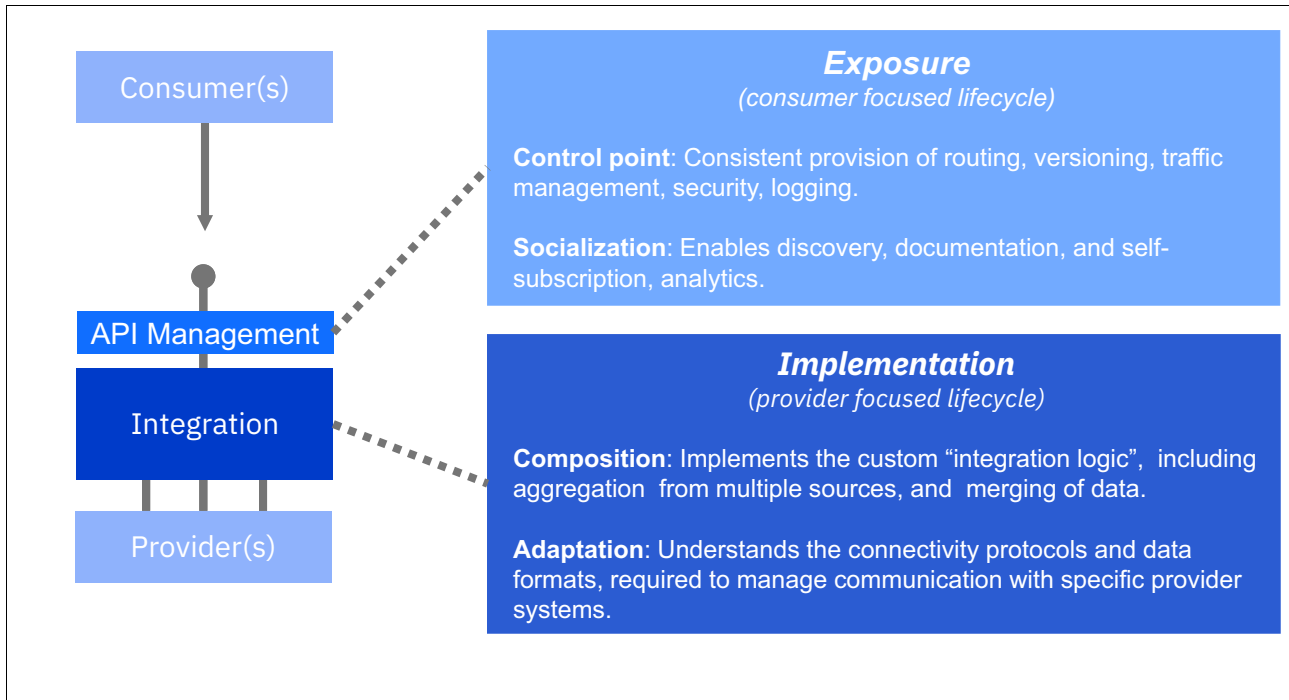 Consumer(s)
API Management
Integration
Provider(s)
Exposure
(consumer focused lifecycle)
Control point: Consistent provision of routing, versioning, traffic
management, security, logging.
Socialization: Enables discovery, documentation, and self-
subscription, analytics.
Implementation
(provider focused lifecycle)
Composition: Implements the custom “integration logic”,  including
aggregation  from multiple sources, and  merging of data.
Adaptation: Understands the connectivity protocols and data
formats, required to manage communication with specific provider
systems.